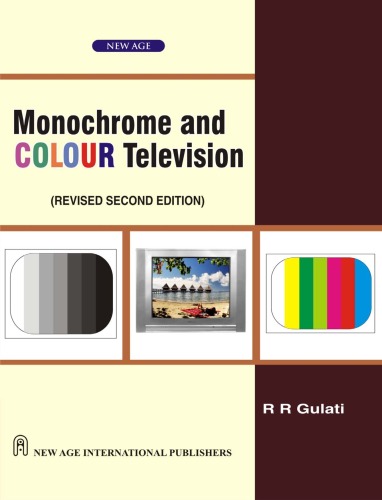 NEW AGE
Monochrome and
COLOUR Television
(REVISED SECOND EDITION)
R R Gulati
NEW AGE INTERNATIONAL PUBLISHERS